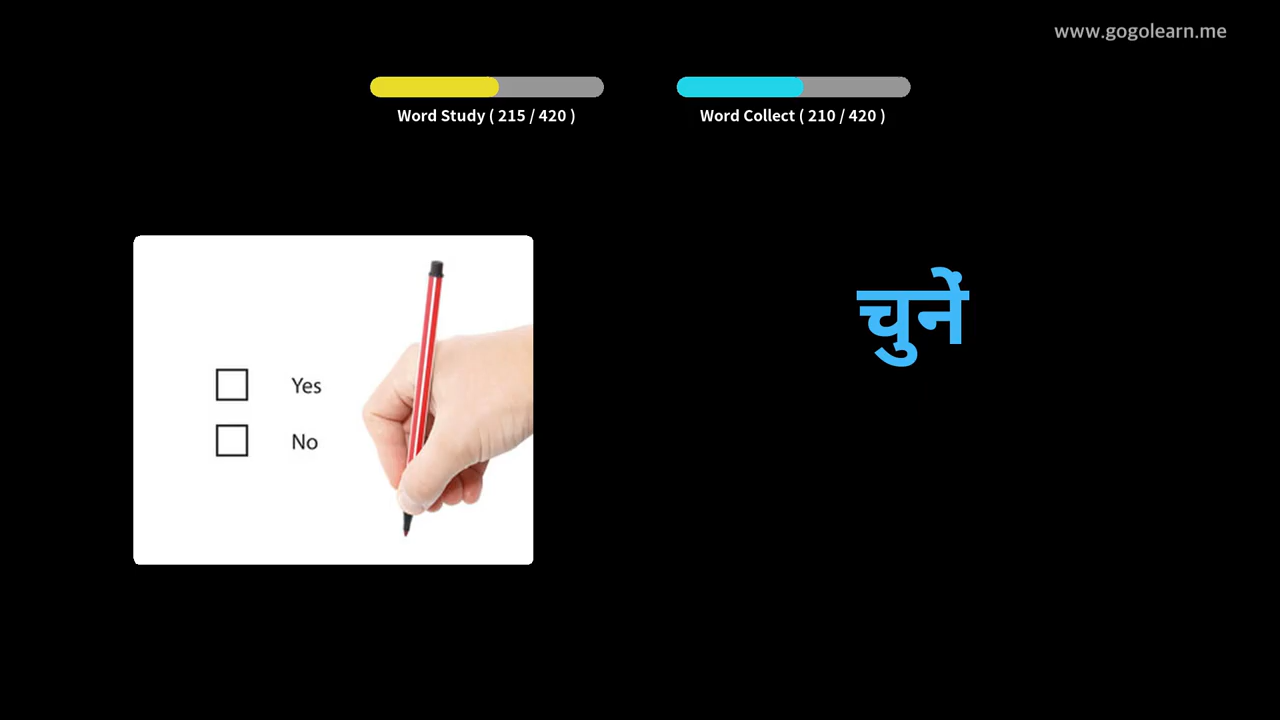 www.gogolearn.me
Word Study ( 215 / 420 )
Word Collect ( 210 / 420 )
चुनें
Yes
No